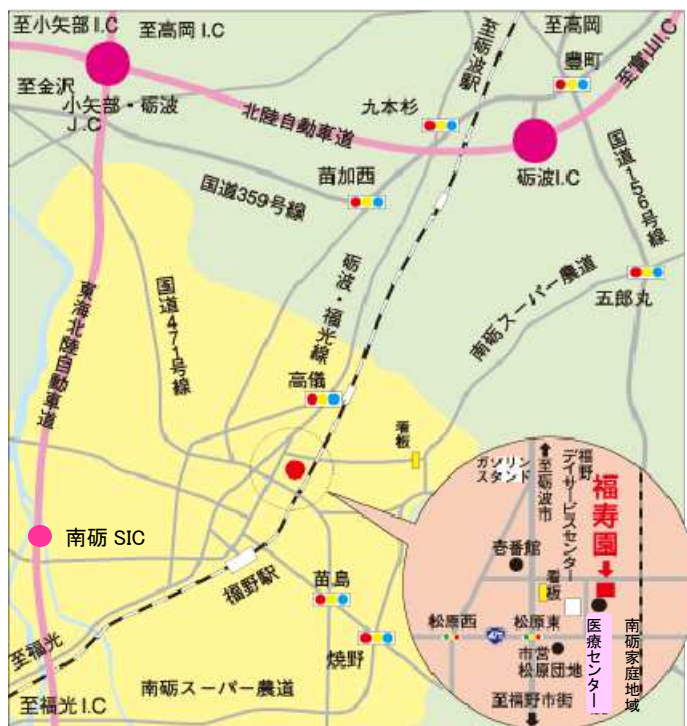 至小矢部I.C
至高岡I.C
至砺波駅
至高岡
至富山I.C
豊町
至金沢
小矢部・砺波
J.C
北陸自動車道
九本杉
砺波I.C
国道156号線
国道359号線
苗加西
砺波・福光線
南砺スーパー農道
五郎丸
東海北陸自動車道
国道471号線
高儀
看板
南砺 SIC
福野駅
苗島
焼野
至福光
至福光I.C
南砺スーパー農道
ガソリン
スタンド
至砺波市
福野
デイサービスセンター
福寿園
壱番館
看板
松原西
松原東
市営
松原団地
医療センター
南砺家庭地域
至福野市街